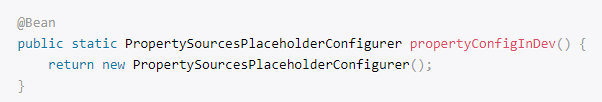 @Bean
public static PropertySourcesPlaceholderConfigurer propertyConfigInDev() {
    return new PropertySourcesPlaceholderConfigurer();
}